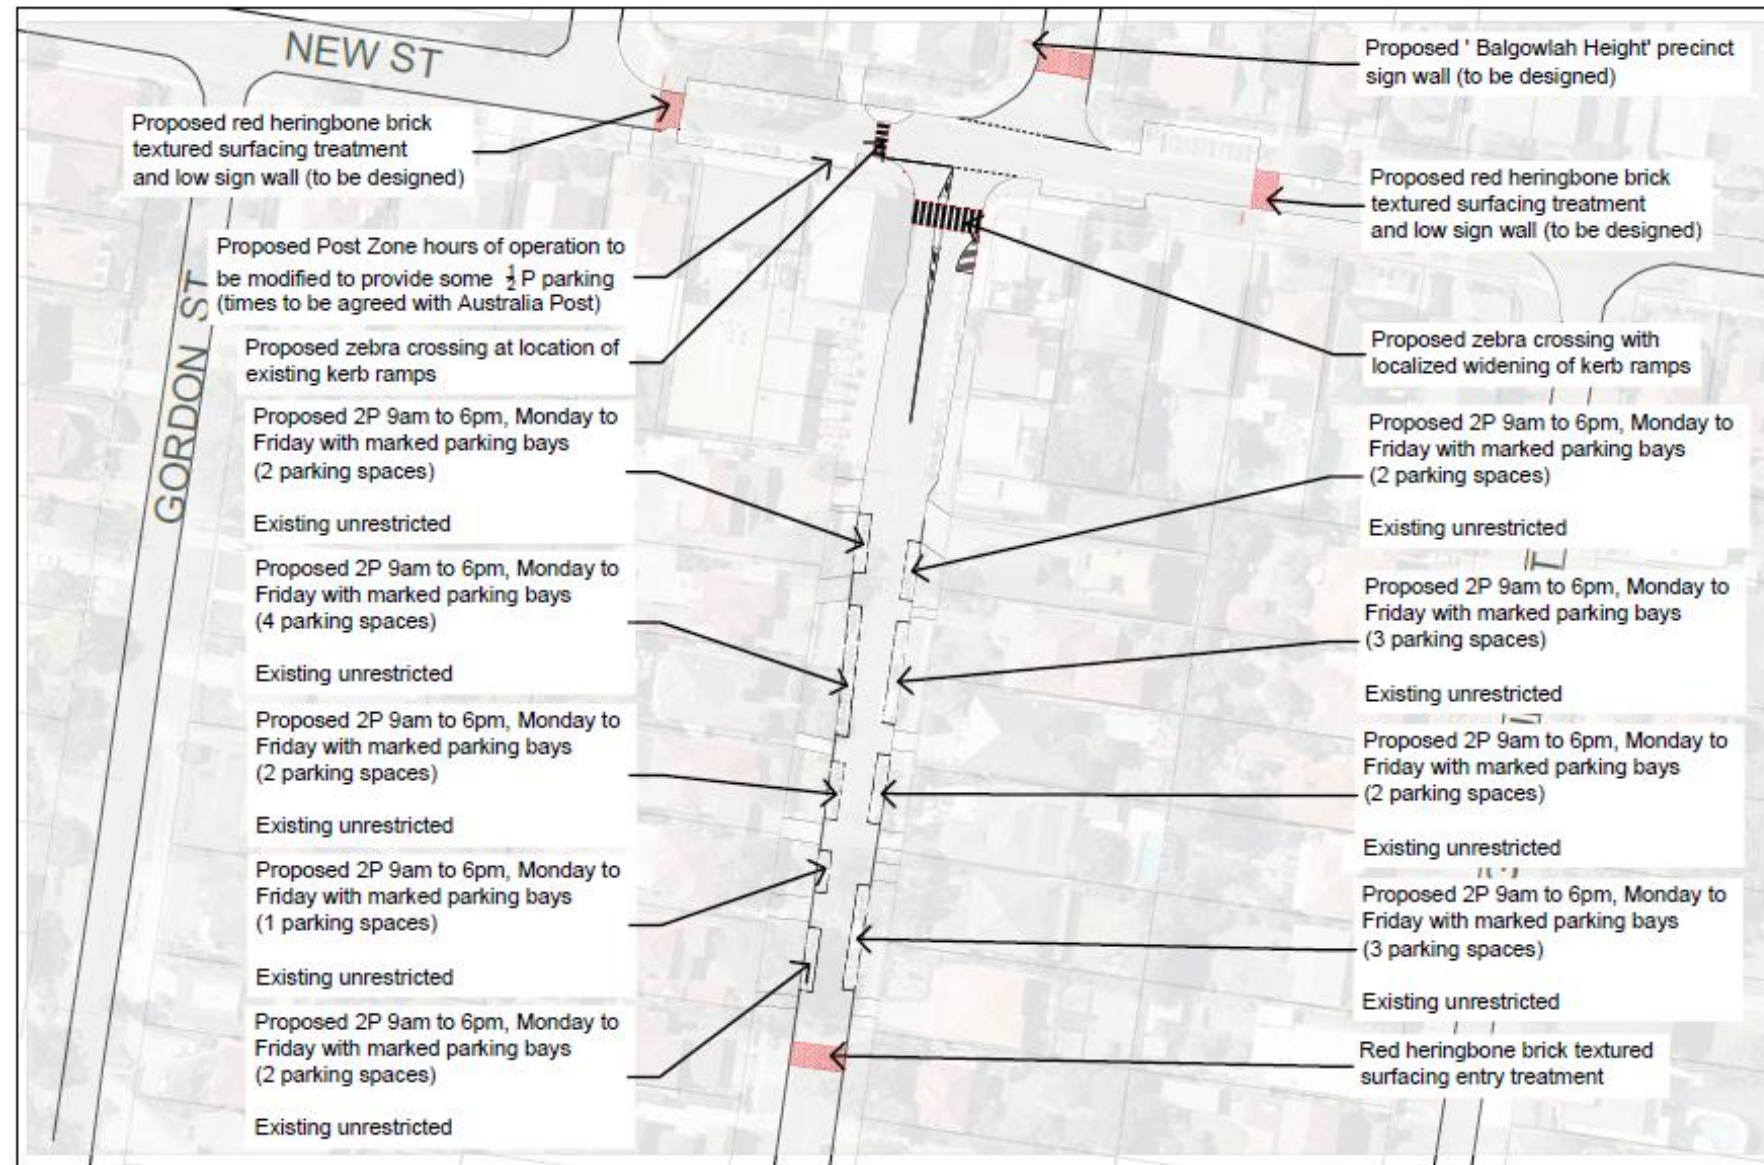 NEW ST
GORDON ST
Proposed red heringbone brick
textured surfacing treatment
and low sign wall (to be designed)
Proposed Post Zone hours of operation to
be modified to provide some ½ P parking
(times to be agreed with Australia Post)
Proposed zebra crossing at location of
existing kerb ramps
Proposed 2P 9am to 6pm, Monday to
Friday with marked parking bays
(2 parking spaces)
Existing unrestricted
Proposed 2P 9am to 6pm, Monday to
Friday with marked parking bays
(4 parking spaces)
Existing unrestricted
Proposed 2P 9am to 6pm, Monday to
Friday with marked parking bays
(2 parking spaces)
Existing unrestricted
Proposed 2P 9am to 6pm, Monday to
Friday with marked parking bays
(1 parking spaces)
Existing unrestricted
Proposed 2P 9am to 6pm, Monday to
Friday with marked parking bays
(2 parking spaces)
Existing unrestricted
Proposed ' Balgowlah Height' precinct
sign wall (to be designed)
Proposed red heringbone brick
textured surfacing treatment
and low sign wall (to be designed)
Proposed zebra crossing with
localized widening of kerb ramps
Proposed 2P 9am to 6pm, Monday to
Friday with marked parking bays
(2 parking spaces)
Existing unrestricted
Proposed 2P 9am to 6pm, Monday to
Friday with marked parking bays
(3 parking spaces)
Existing unrestricted
Proposed 2P 9am to 6pm, Monday to
Friday with marked parking bays
(2 parking spaces)
Existing unrestricted
Proposed 2P 9am to 6pm, Monday to
Friday with marked parking bays
(3 parking spaces)
Existing unrestricted
Red heringbone brick textured
surfacing entry treatment